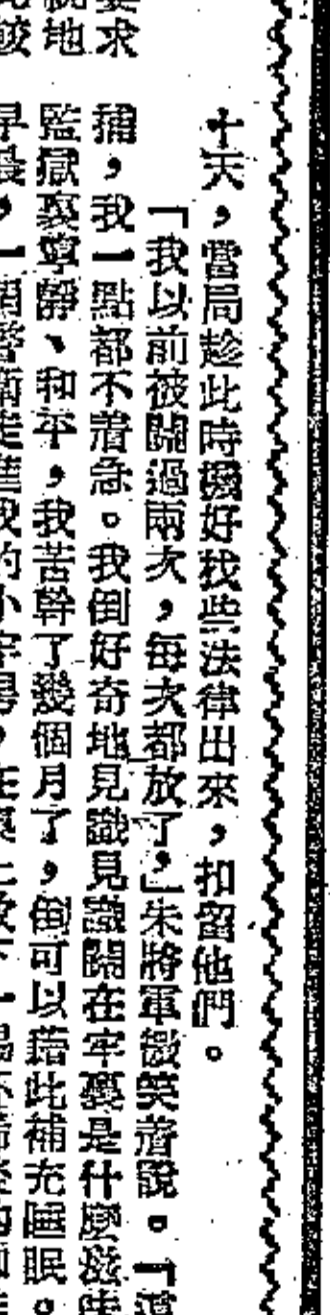 十天，當局趁此時機好找些法律出來，扣留他們。
「我以前被關過兩次，每次都放了，」朱將軍微笑着說。「這
捕，我一點都不着急。我倒好奇地見識見識關在牢裏是什麼滋味
監獄裏寧靜、和平，我苦幹了幾個月了，倒可以藉此補充睡眠。